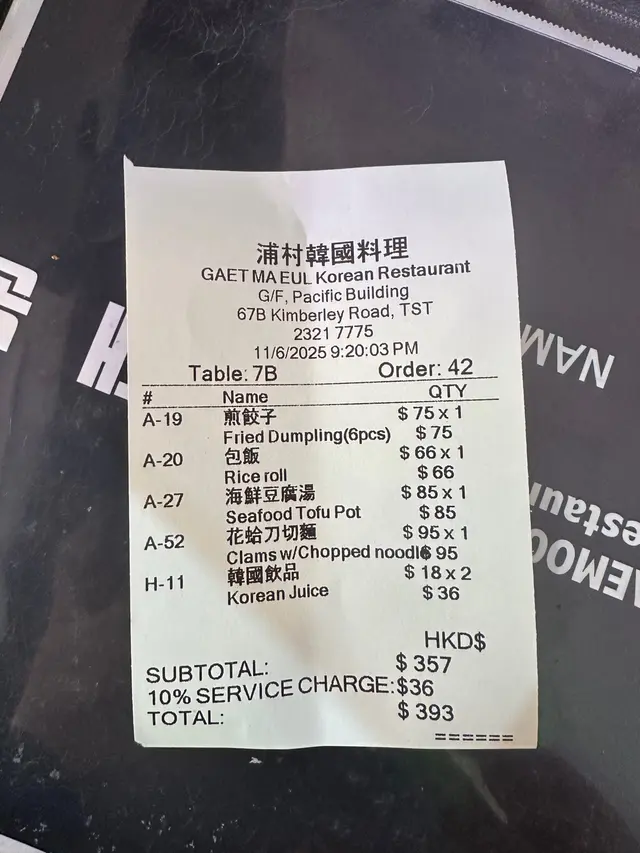 浦村韓國料理
GAET MAEUL Korean Restaurant
G/F, Pacific Building
67B Kimberley Road, TST
2321 7775
11/6/2025 9:20:03 PM
Table: 7B Order: 42
# Name QTY
A-19 煎餃子 $ 75 x 1
Fried Dumpling(6pcs) $ 75
A-20 包飯 $ 66 x 1
Rice roll $ 66
A-27 海鮮豆腐湯 $ 85 x 1
Seafood Tofu Pot $ 85
A-52 花蛤刀切麵 $ 95 x 1
Clams w/Chopped noodle $ 95
H-11 韓國飲品 $ 18 x 2
Korean Juice $ 36
HKD$
SUBTOTAL: $ 357
10% SERVICE CHARGE: $36
TOTAL: $ 393
======
NAM